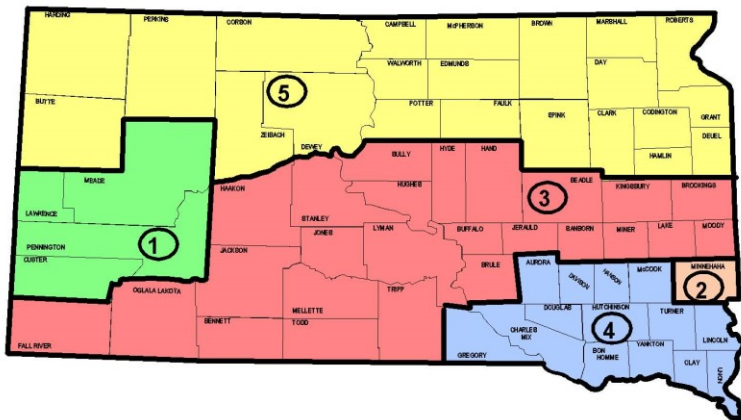 HARDING
PERKINS
CORSON
CAMPBELL
McPHERSON
BROWN
MARSHALL
ROBERTS
WALWORTH
EDMUNDS
DAY
BUTTE
5
POTTER
FAULK
SPINK
CLARK
CODINGTON
GRANT
ZEIBACH
DEWEY
DEUEL
HAMLIN
MEADE
SULLY
HYDE
HAND
BEADLE
KINGSBURY
BROOKINGS
HAAKON
HUGHES
3
LAWRENCE
STANLEY
1
JONES
LYMAN
BUFFALO
JERAULD
SANBORN
MINER
LAKE
MOODY
PENNINGTON
JACKSON
CUSTER
BRULE
AURORA
DAVISON
HANSON
McCOOK
MINNEHAHA
2
OGLALA LAKOTA
MELLETTE
TRIPP
DOUGLAS
HUTCHINSON
TURNER
4
BENNETT
TODD
CHARLES
MIX
LINCOLN
FALL RIVER
GREGORY
BON
HOMME
YANKTON
CLAY
UNION